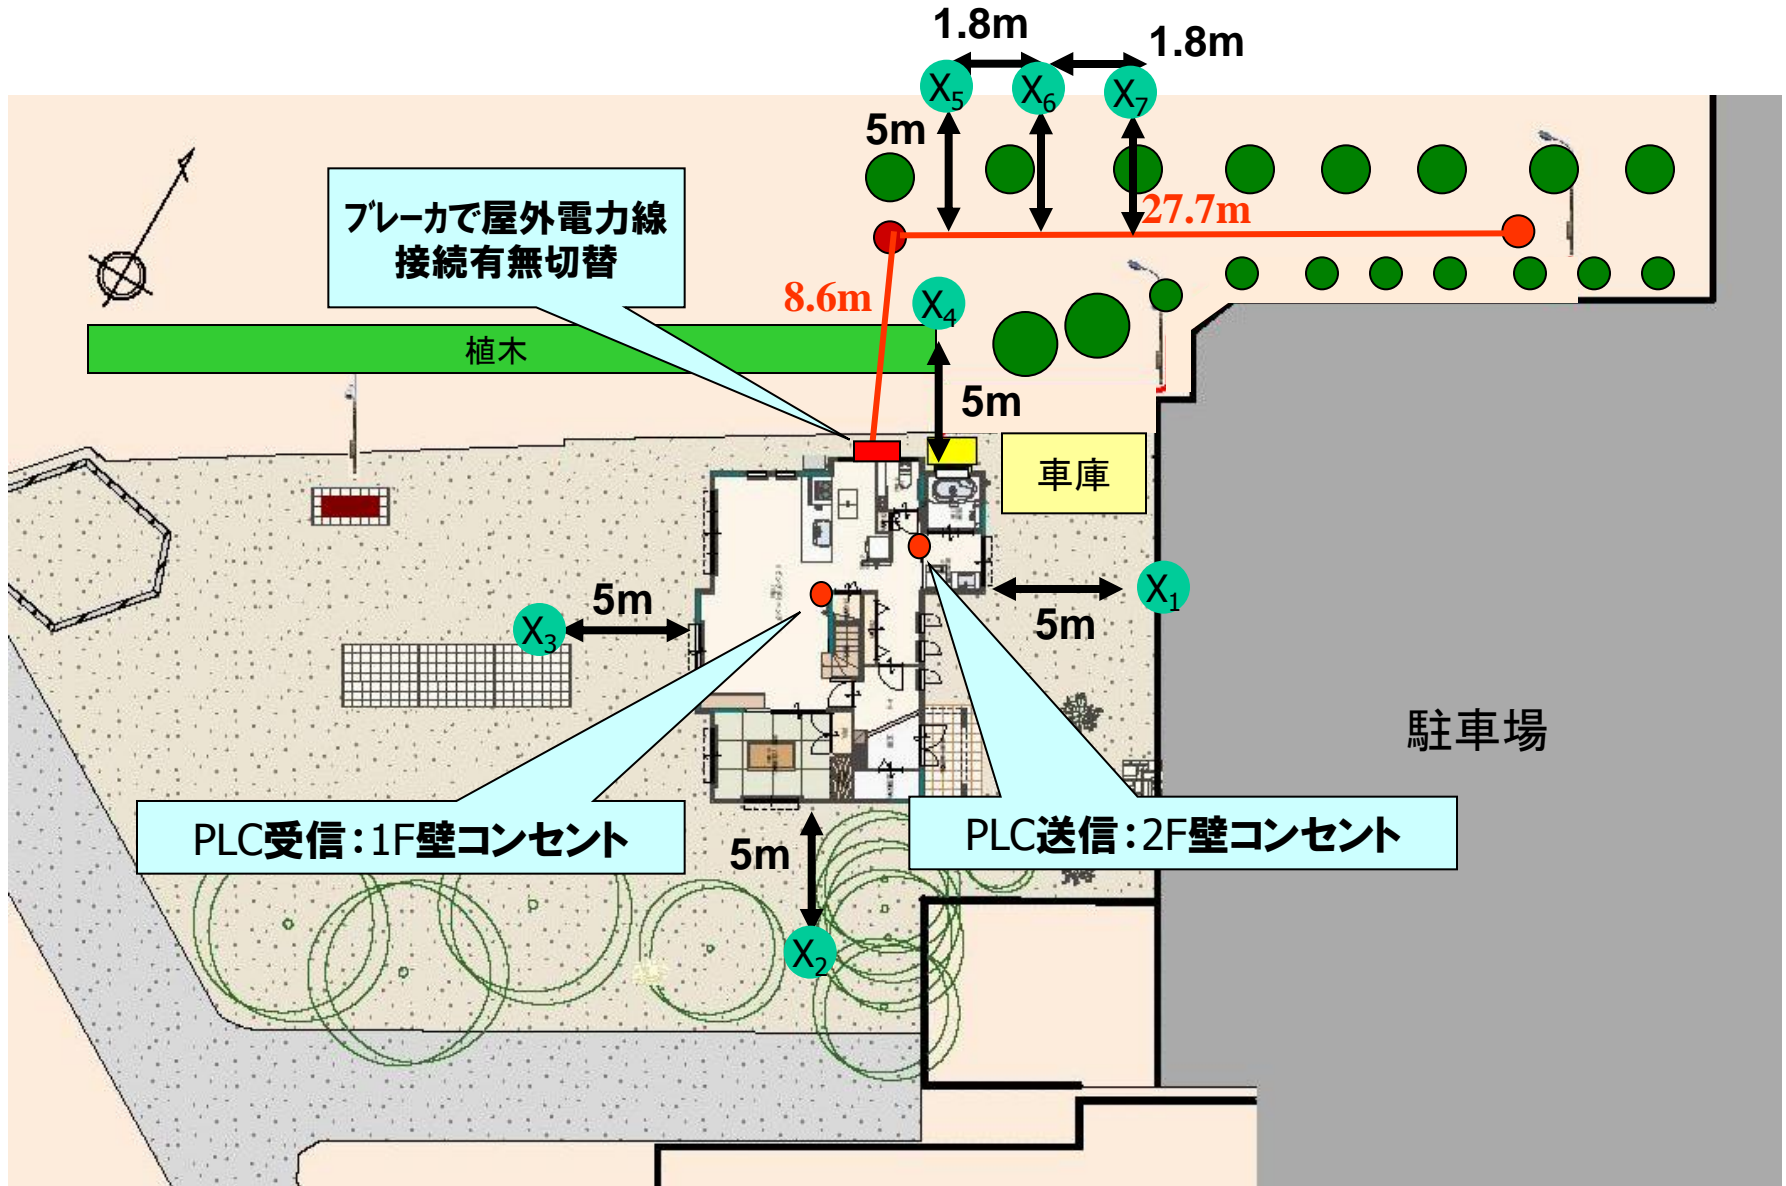 1.8m
1.8m
X5
X6
X7
5m
ブレーカで屋外電力線
接続有無切替
27.7m
8.6m
X4
植木
5m
車庫
5m
X3
X1
5m
駐車場
PLC受信：1F壁コンセント
PLC送信：2F壁コンセント
5m
X2